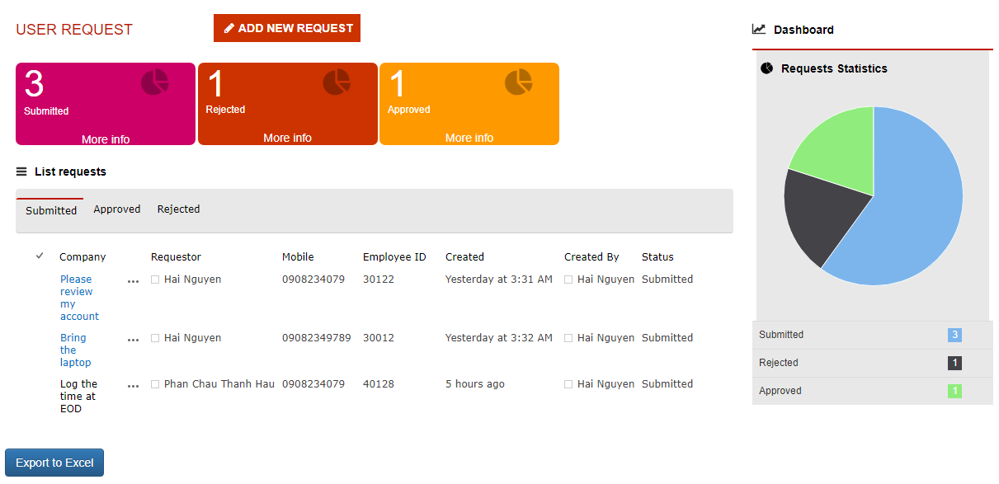 USER REQUEST
ADD NEW REQUEST
3
Submitted
More info
1
Rejected
More info
1
Approved
More info
List requests
Submitted Approved Rejected
Company Requestor Mobile Employee ID Created Created By Status
Please review my account ... Hai Nguyen 0908234079 30122 Yesterday at 3:31 AM Hai Nguyen Submitted
Bring the laptop ... Hai Nguyen 09082349789 30012 Yesterday at 3:32 AM Hai Nguyen Submitted
Log the time at EOD ... Phan Chau Thanh Hau 0908234079 40128 5 hours ago Hai Nguyen Submitted
Export to Excel
Dashboard
Requests Statistics
Submitted 3
Rejected 1
Approved 1